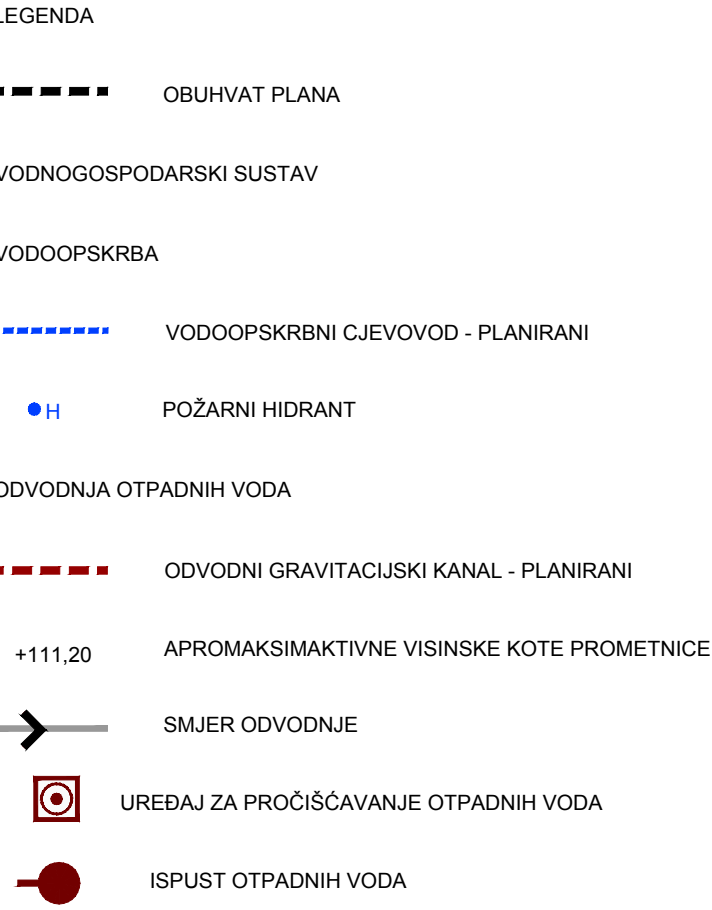 LEGENDA
OBUHVAT PLANA
VODNOGOSPODARSKI SUSTAV
VODOOPSKRBA
VODOOPSKRBNI CJEVOVOD - PLANIRANI
H POŽARNI HIDRANT
ODVODNJA OTPADNIH VODA
ODVODNI GRAVITACIJSKI KANAL - PLANIRANI
+111,20 APROMAKSIMAKTIVNE VISINSKE KOTE PROMETNICE
SMJER ODVODNJE
UREĐAJ ZA PROČIŠĆAVANJE OTPADNIH VODA
ISPUST OTPADNIH VODA